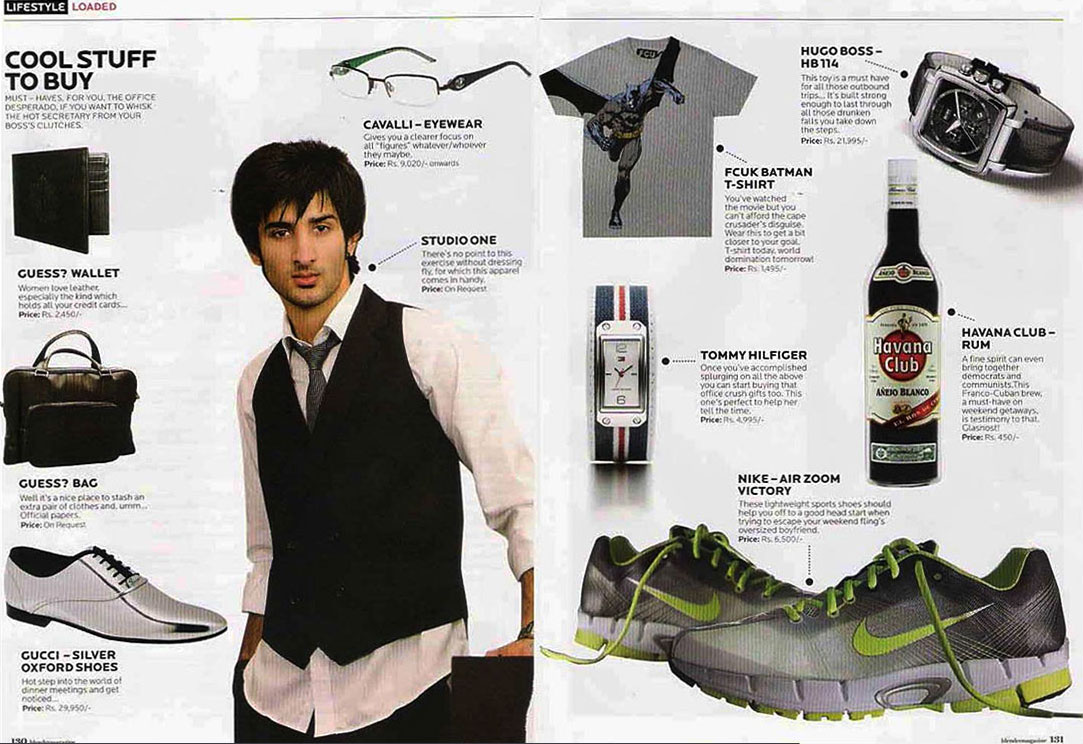 LIFESTYLE LOADED
COOL STUFF
TO BUY
MUST – HAVES, FOR YOU, THE OFFICE
DESPERADO, IF YOU WANT TO WHISK
THE HOT SECRETARY FROM YOUR
BOSS'S CLUTCHES.
GUESS? WALLET
Women love leather,
especially the kind which
holds all your credit cards...
Price: Rs. 2,450/-
GUESS? BAG
Well it's a nice place to stash an
extra pair of clothes and, umm...
Official papers.
Price: On Request
GUCCI – SILVER
OXFORD SHOES
Hot step into the world of
dinner meetings and get
noticed...
Price: Rs. 29,950/-
CAVALLI – EYEWEAR
Gives you a clearer focus on
all "figures" whatever/whoever
they maybe.
Price: Rs. 9,020/- onwards
STUDIO ONE
There's no point to this
exercise without dressing
fly, for which this apparel
comes in handy.
Price: On Request
FCUK BATMAN
T-SHIRT
You've watched
the movie but you
can't afford the cape
crusader's disguise.
Wear this to get a bit
closer to your goal.
T-shirt today, world
domination tomorrow!
Price: Rs. 1,495/-
HUGO BOSS –
HB 114
This toy is a must have
for all those outbound
trips... It's built strong
enough to last through
all those drunken
falls you take down
the steps.
Price: Rs. 21,995/-
TOMMY HILFIGER
Once you've accomplished
splurging on all the above
you can start buying that
office crush gifts too. This
one's perfect to help her
tell the time.
Price: Rs. 4,995/-
AÑEJO BLANCO
Havana
Club
AÑEJO BLANCO
HAVANA CLUB –
RUM
A fine spirit can even
bring together
democrats and
communists.This
Franco-Cuban brew,
a must-have on
weekend getaways,
is testimony to that.
Glasnost!
Price: Rs. 450/-
NIKE – AIR ZOOM
VICTORY
These lightweight sports shoes should
help you off to a good head start when
trying to escape your weekend fling's
oversized boyfriend.
Price: Rs. 6,500/-
130 blendermagazine
blendermagazine 131